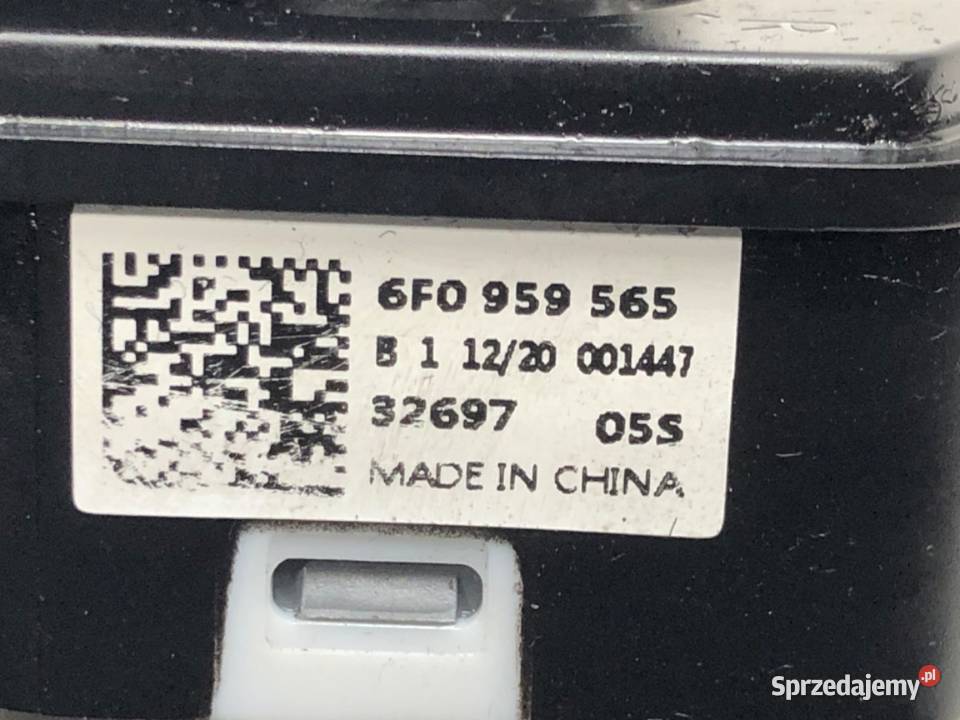 R
6F0 959 565
B 1 12/20 001447
32697 05S
MADE IN CHINA
Sprzedajemy.pl